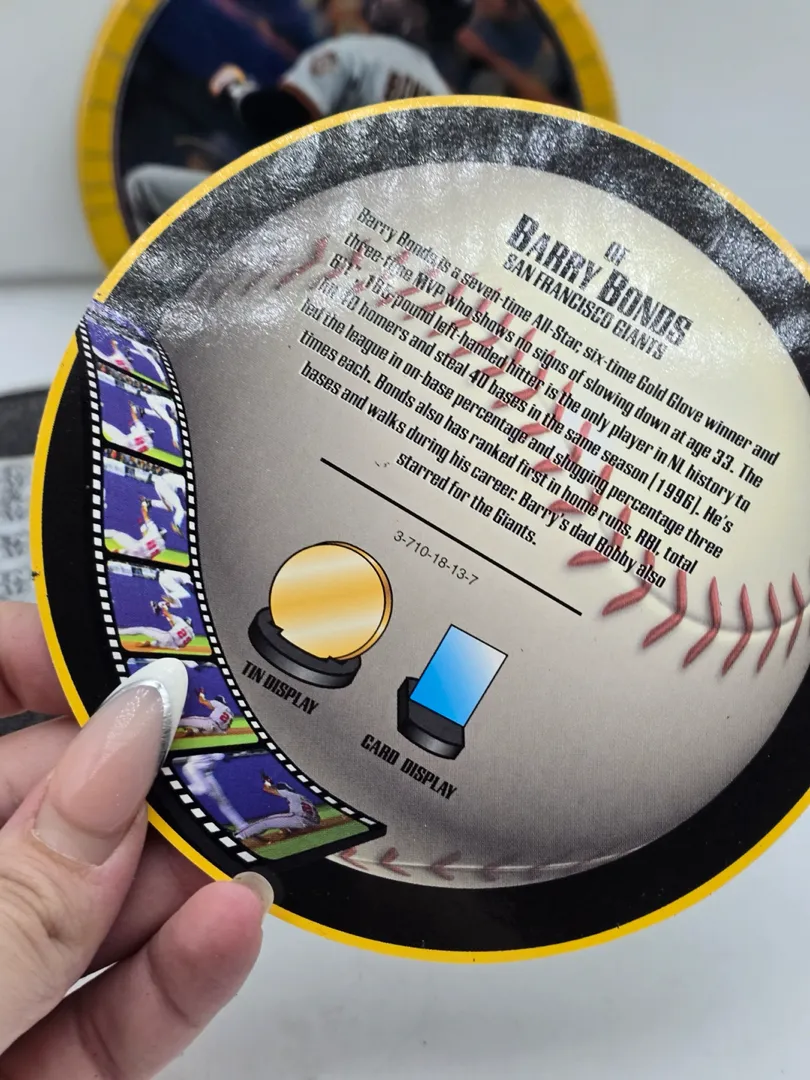 OF
BARRY BONDS
SAN FRANCISCO GIANTS
Barry Bonds is a seven-time All-Star, six-time Gold Glove winner and
three-time MVP who shows no signs of slowing down at age 33. The
6'1", 185-pound left-handed hitter is the only player in NL history to
hit 40 homers and steal 40 bases in the same season (1996). He's
led the league in on-base percentage and slugging percentage three
times each. Bonds also has ranked first in home runs, RBI, total
bases and walks during his career. Barry's dad Bobby also
starred for the Giants.
3-710-18-13-7
TIN DISPLAY
CARD DISPLAY